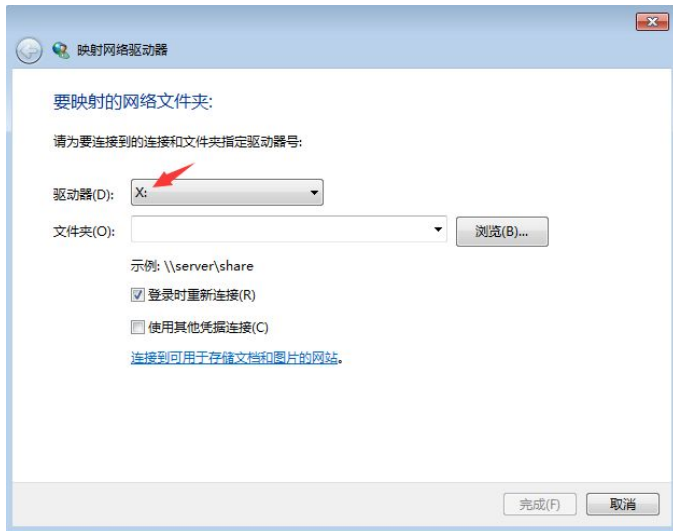 映射网络驱动器
要映射的网络文件夹:
请为要连接到的连接和文件夹指定驱动器号:
驱动器(D): X:
文件夹(O): 浏览(B)...
示例: \\server\share
登录时重新连接(R)
使用其他凭据连接(C)
连接到可用于存储文档和图片的网站。
完成(F) 取消